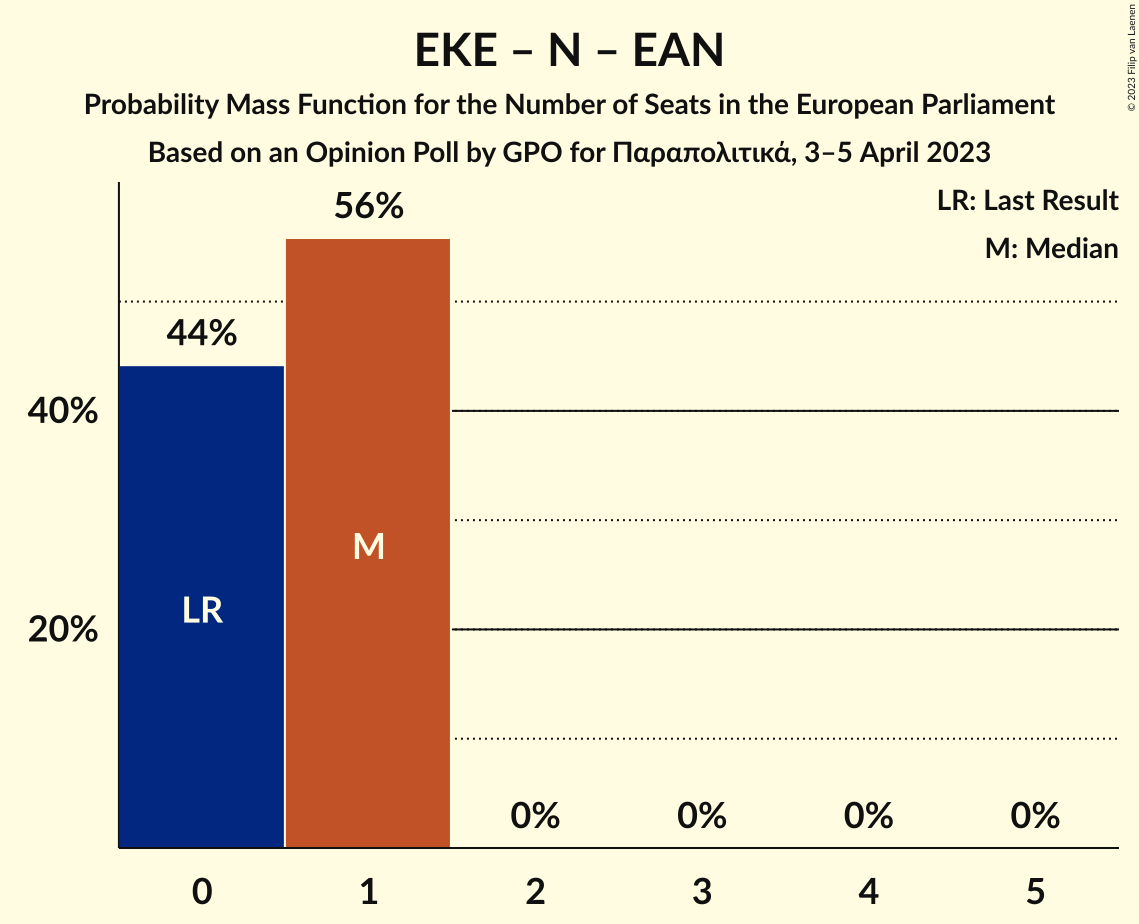 EKE – N – EAN
Probability Mass Function for the Number of Seats in the European Parliament
Based on an Opinion Poll by GPO for Παραπολιτικά, 3–5 April 2023
© 2023 Filip van Laenen
LR: Last Result
M: Median
56%
44%
40%
20%
M
LR
0% 0% 0% 0%
0 1 2 3 4 5